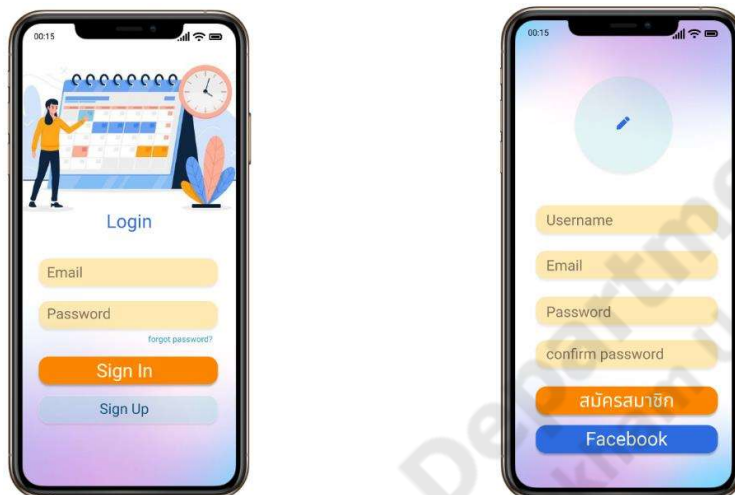 00:15
Login
Email
Password
forgot password?
Sign In
Sign Up
00:15
Username
Email
Password
confirm password
สมัครสมาชิก
Facebook
Departme